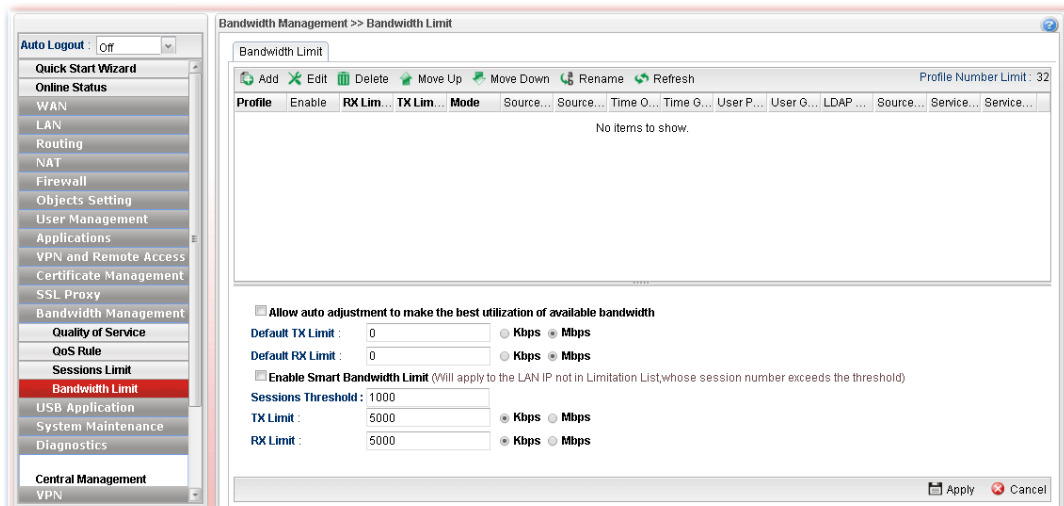 Bandwidth Management >> Bandwidth Limit
Auto Logout : Off
Quick Start Wizard
Online Status
WAN
LAN
Routing
NAT
Firewall
Objects Setting
User Management
Applications
VPN and Remote Access
Certificate Management
SSL Proxy
Bandwidth Management
Quality of Service
QoS Rule
Sessions Limit
Bandwidth Limit
USB Application
System Maintenance
Diagnostics
Central Management
VPN
Bandwidth Limit
Add Edit Delete Move Up Move Down Rename Refresh Profile Number Limit : 32
Profile Enable RX Lim... TX Lim... Mode Source... Source... Time O... Time G... User P... User G... LDAP ... Source... Service... Service...
No items to show.
Allow auto adjustment to make the best utilization of available bandwidth
Default TX Limit : 0 Kbps Mbps
Default RX Limit : 0 Kbps Mbps
Enable Smart Bandwidth Limit (Will apply to the LAN IP not in Limitation List,whose session number exceeds the threshold)
Sessions Threshold : 1000
TX Limit : 5000 Kbps Mbps
RX Limit : 5000 Kbps Mbps
Apply Cancel